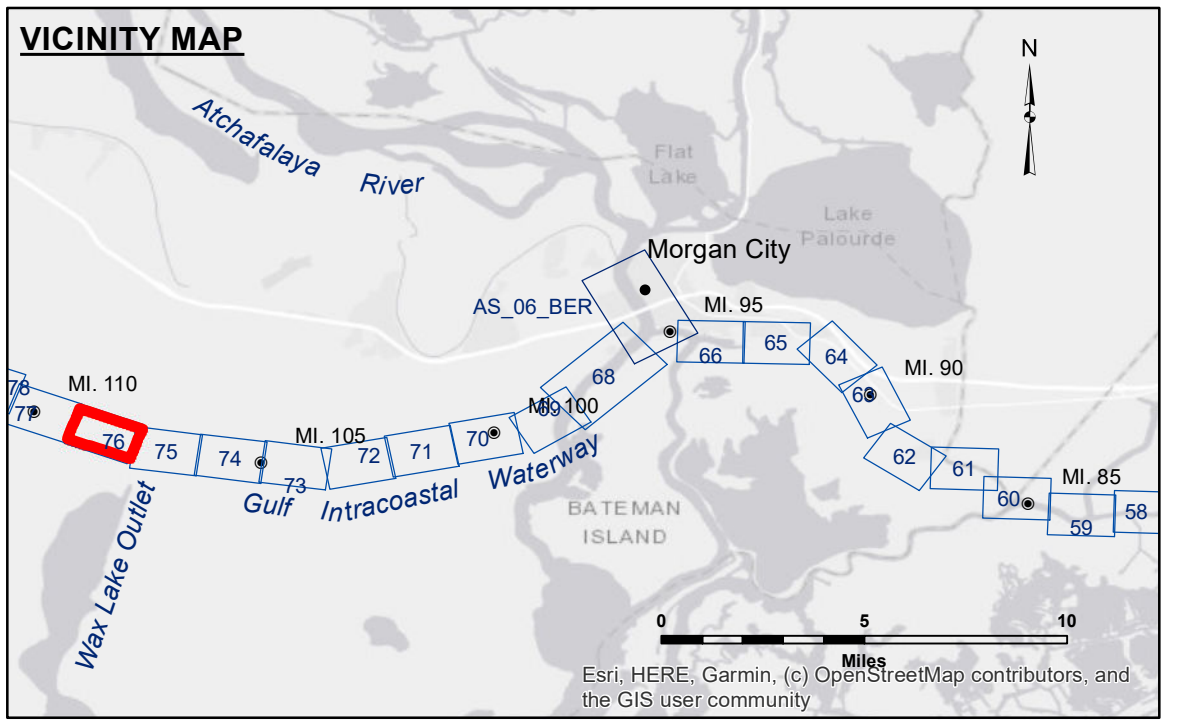 VICINITY MAP
N
Atchafalaya
River
Flat
Lake
Lake
Palourde
Morgan City
AS_06_BER
MI. 95
66
65
64
68
MI. 90
63
78
MI. 110
77
76
75
74
73
MI. 105
72
71
70
69
MI. 100
62
61
60
MI. 85
59
58
Gulf
Intracoastal
Waterway
Wax Lake Outlet
BATEMAN
ISLAND
0
5
10
Miles
Esri, HERE, Garmin, (c) OpenStreetMap contributors, and
the GIS user community